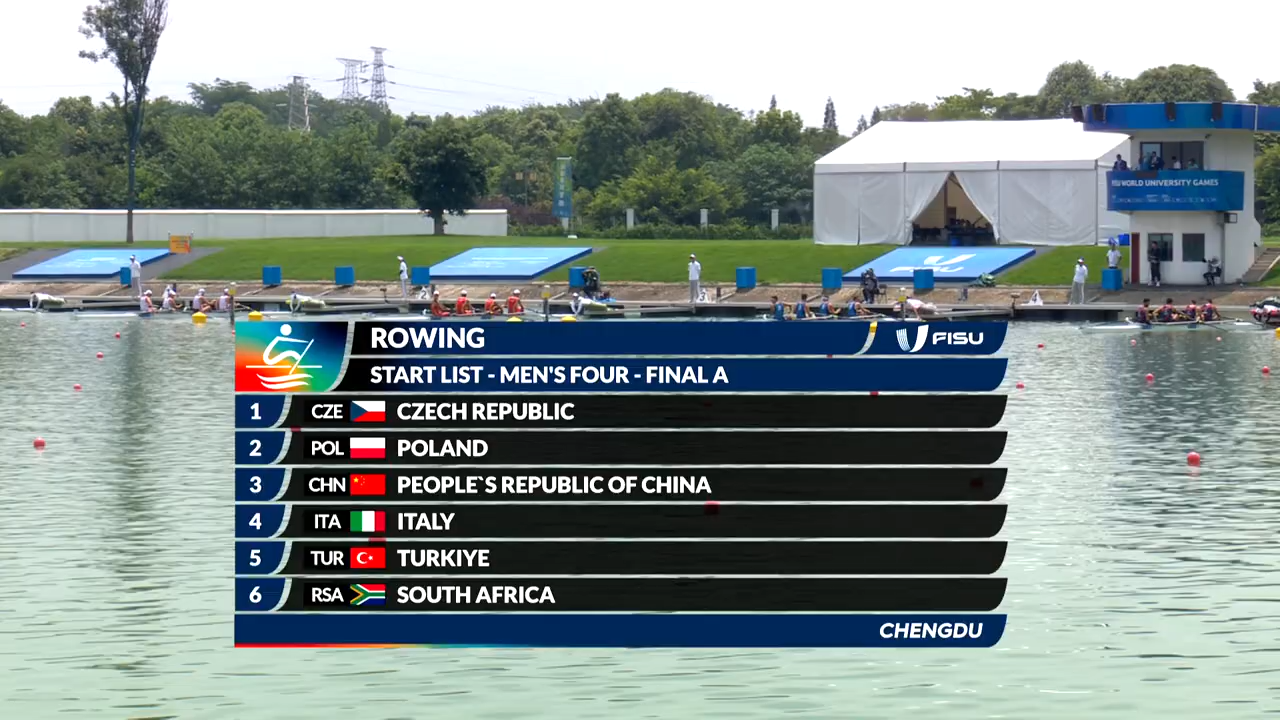 FISU WORLD UNIVERSITY GAMES
ROWING
FISU
START LIST - MEN'S FOUR - FINAL A
1 CZE CZECH REPUBLIC
2 POL POLAND
3 CHN PEOPLE`S REPUBLIC OF CHINA
4 ITA ITALY
5 TUR TURKIYE
6 RSA SOUTH AFRICA
CHENGDU